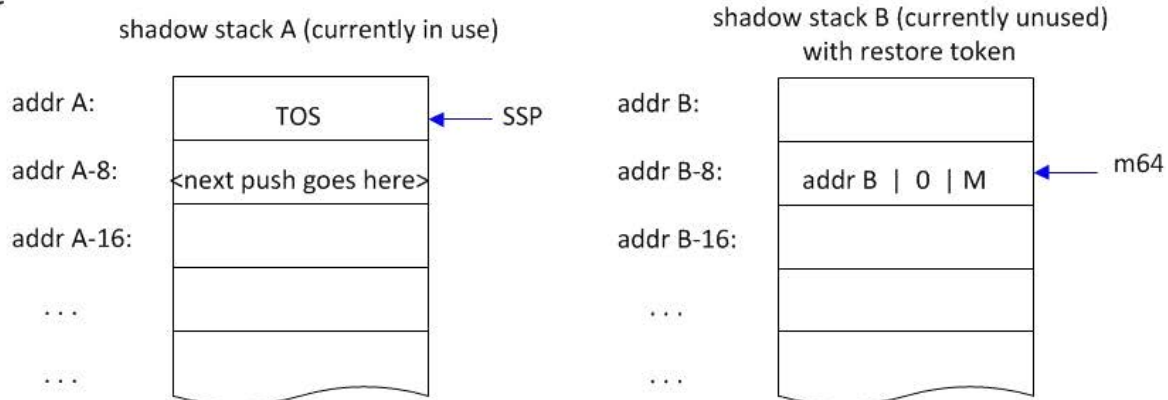 shadow stack A (currently in use)
addr A:
TOS
SSP
addr A-8:
<next push goes here>
addr A-16:
. . .
. . .
shadow stack B (currently unused)
with restore token
addr B:
addr B-8:
addr B | 0 | M
m64
addr B-16:
. . .
. . .